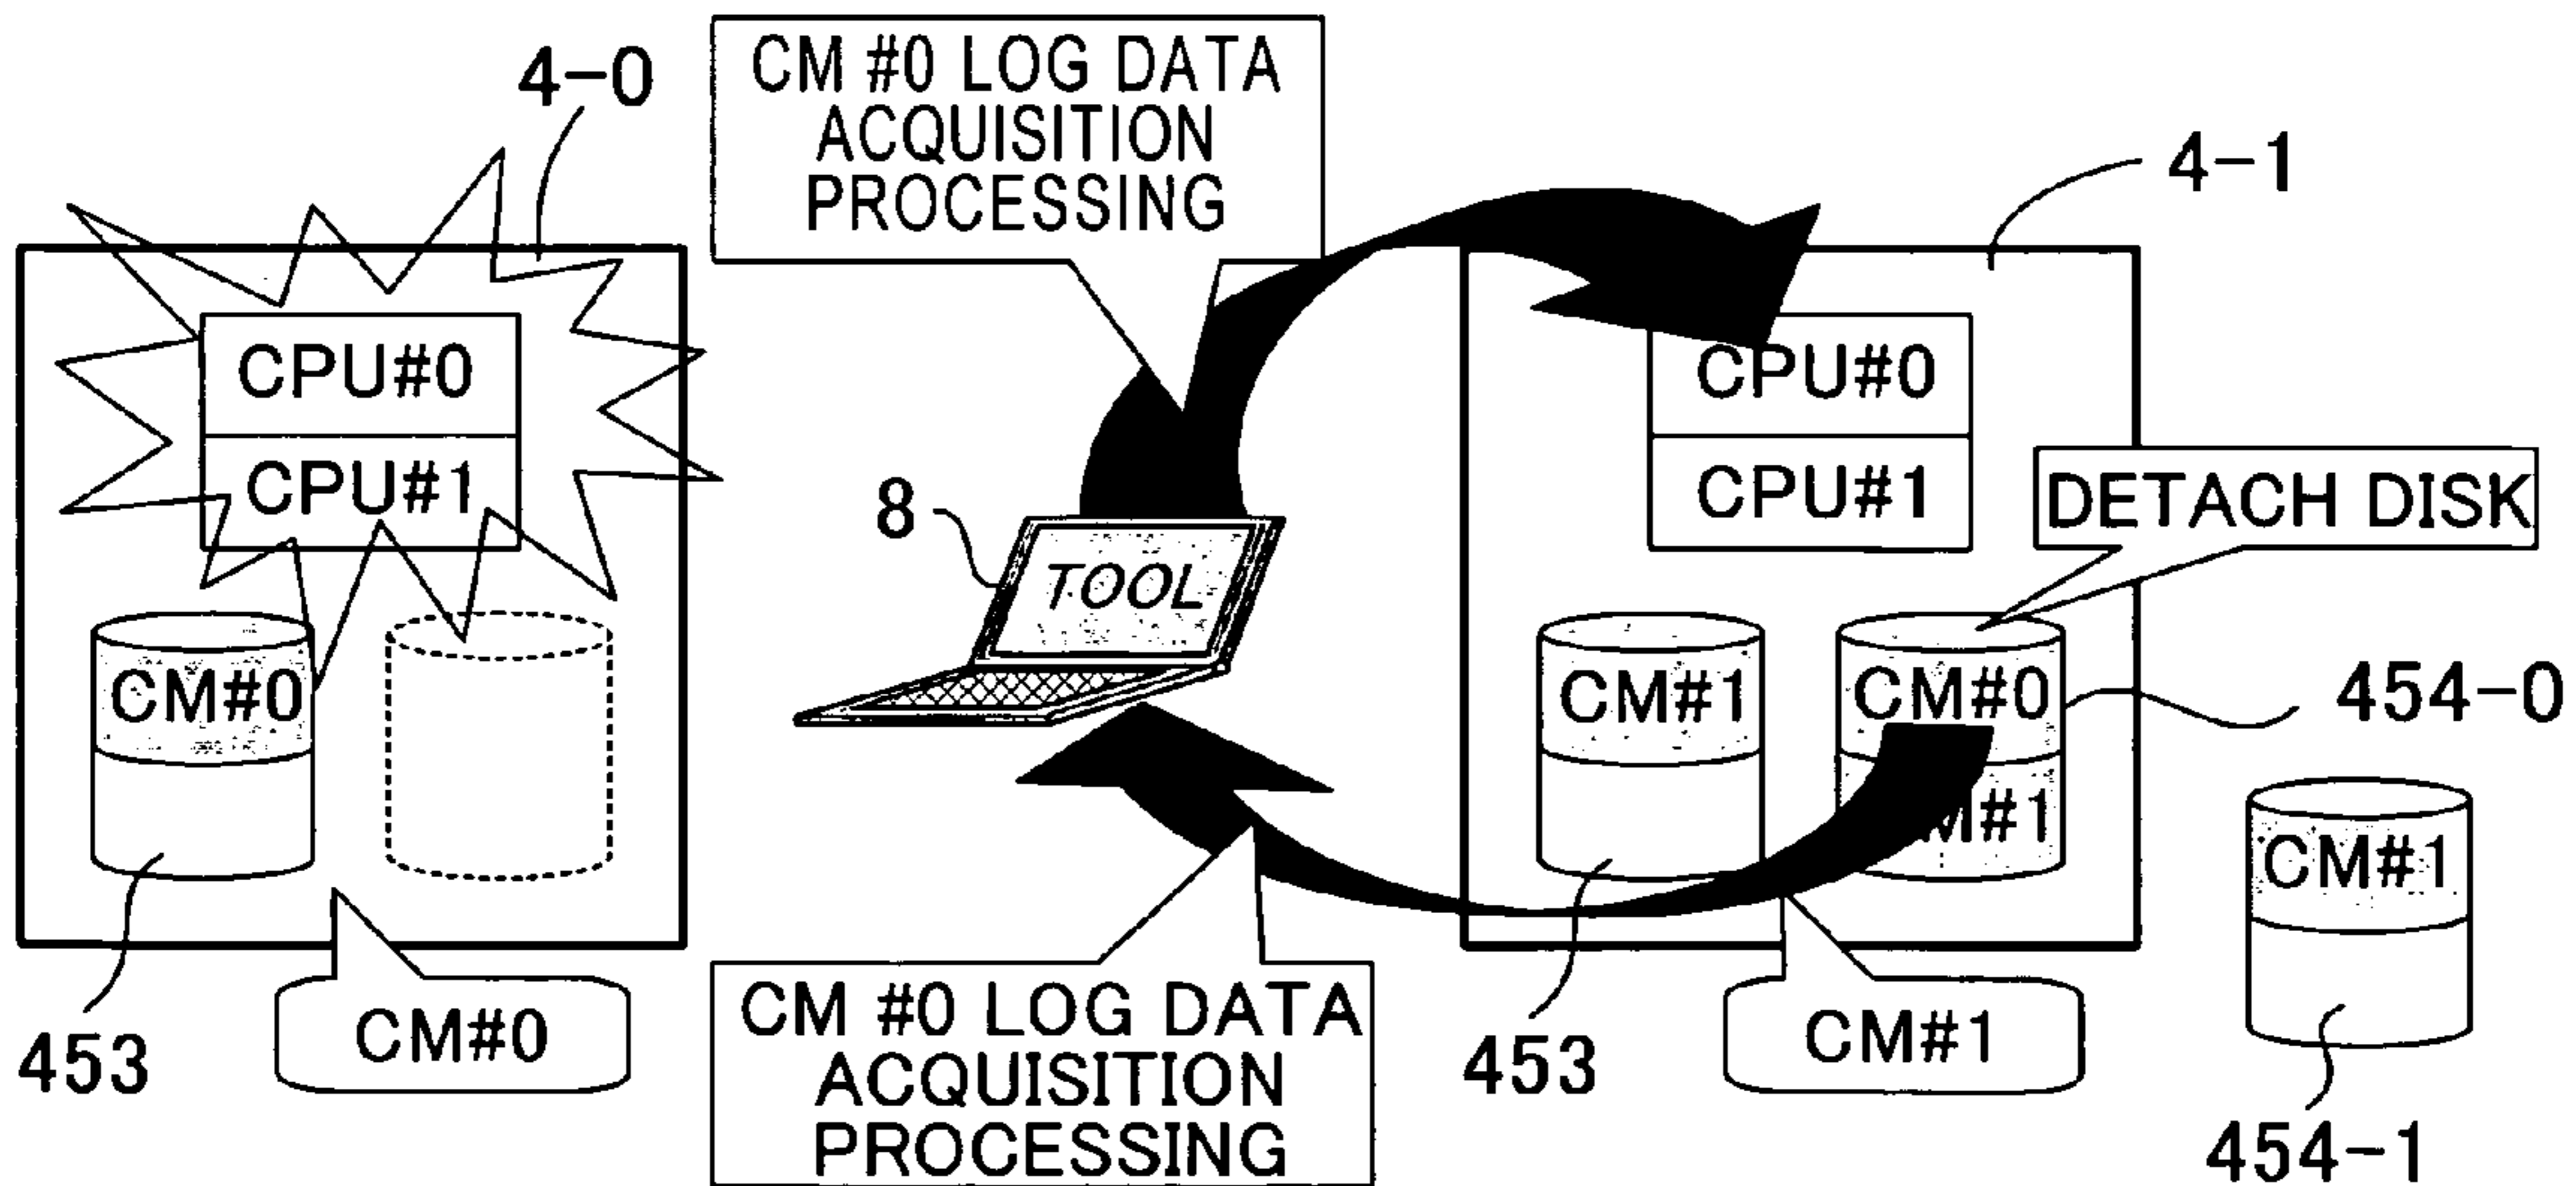 4-0
CM #0 LOG DATA
ACQUISITION
PROCESSING
4-1
CPU#0
CPU#1
CPU#0
CPU#1
DETACH DISK
8
TOOL
CM#0
CM#1
CM#0
M#1
454-0
CM#1
453
CM#0
CM #0 LOG DATA
ACQUISITION
PROCESSING
453
CM#1
454-1